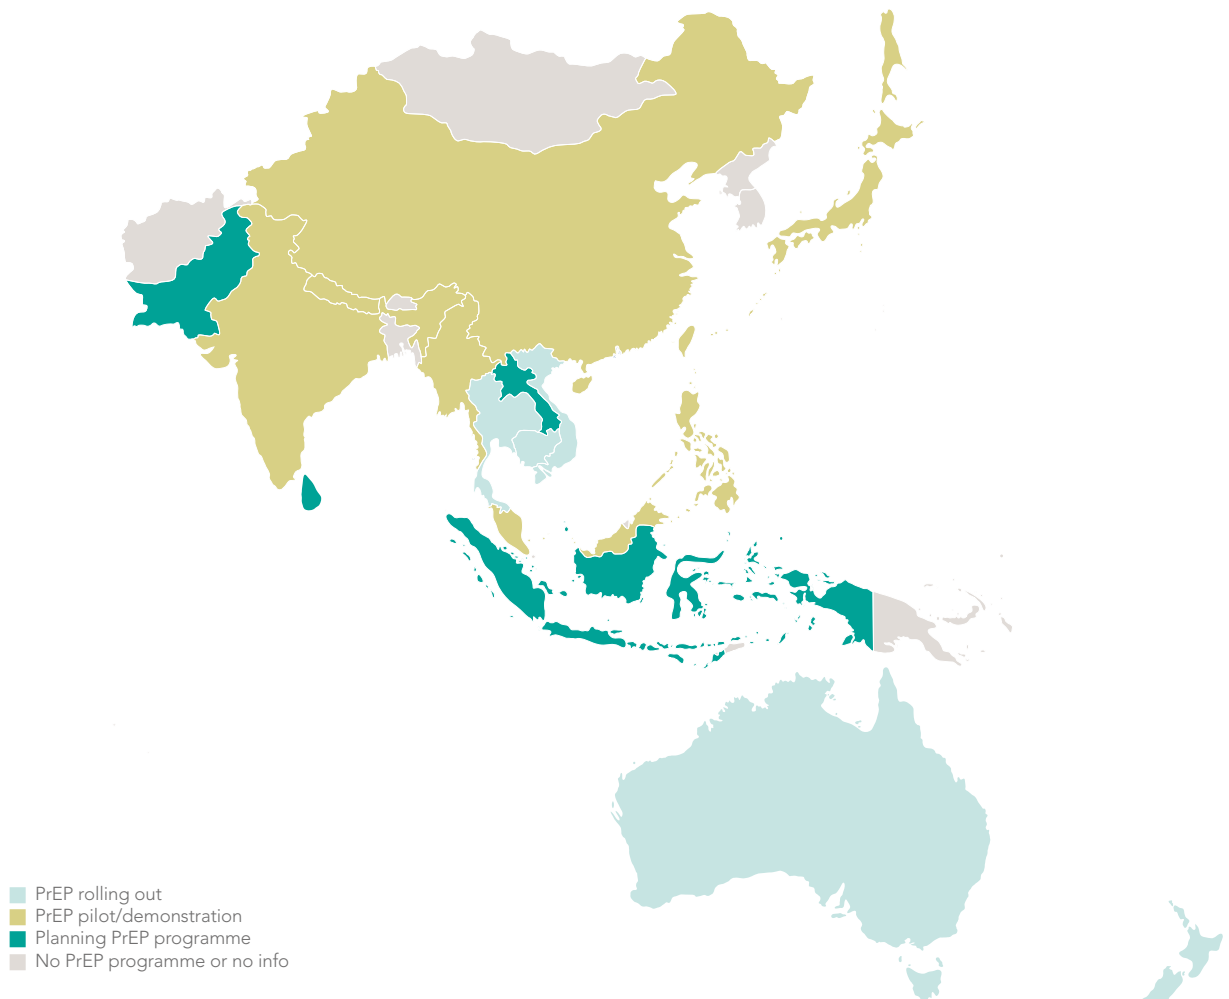 PrEP rolling out
PrEP pilot/demonstration
Planning PrEP programme
No PrEP programme or no info